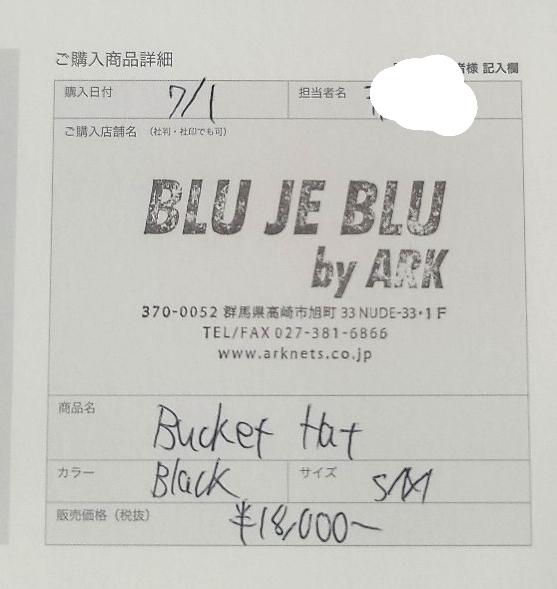 ご購入商品詳細
者様 記入欄
購入日付 7/1 担当者名
ご購入店舗名 (社判・社印でも可)
BLU JE BLU
by ARK
370-0052 群馬県高崎市旭町 33 NUDE-33・1F
TEL/FAX 027-381-6866
www.arknets.co.jp
商品名 Bucket Hat
カラー Black サイズ S/M
販売価格(税抜) ¥18,000~